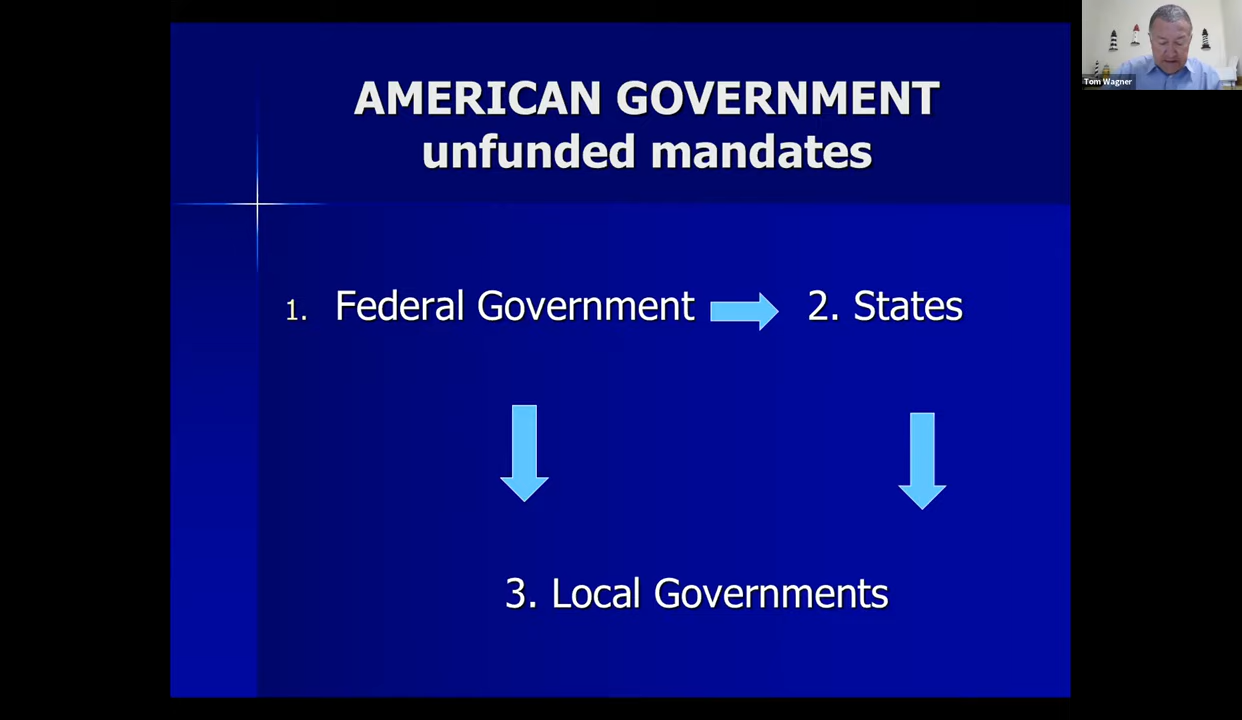 AMERICAN GOVERNMENT
unfunded mandates
1. Federal Government
2. States
3. Local Governments
Tom Wagner